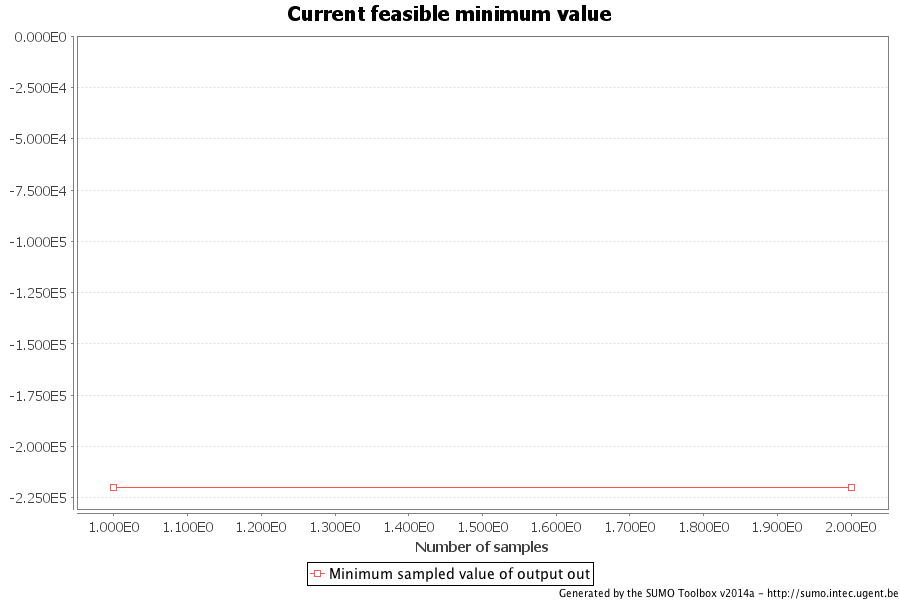 Current feasible minimum value
0.000E0
-2.500E4
-5.000E4
-7.500E4
-1.000E5
-1.250E5
-1.500E5
-1.750E5
-2.000E5
-2.250E5
1.000E0 1.100E0 1.200E0 1.300E0 1.400E0 1.500E0 1.600E0 1.700E0 1.800E0 1.900E0 2.000E0
Number of samples
Minimum sampled value of output out
Generated by the SUMO Toolbox v2014a - http://sumo.intec.ugent.be